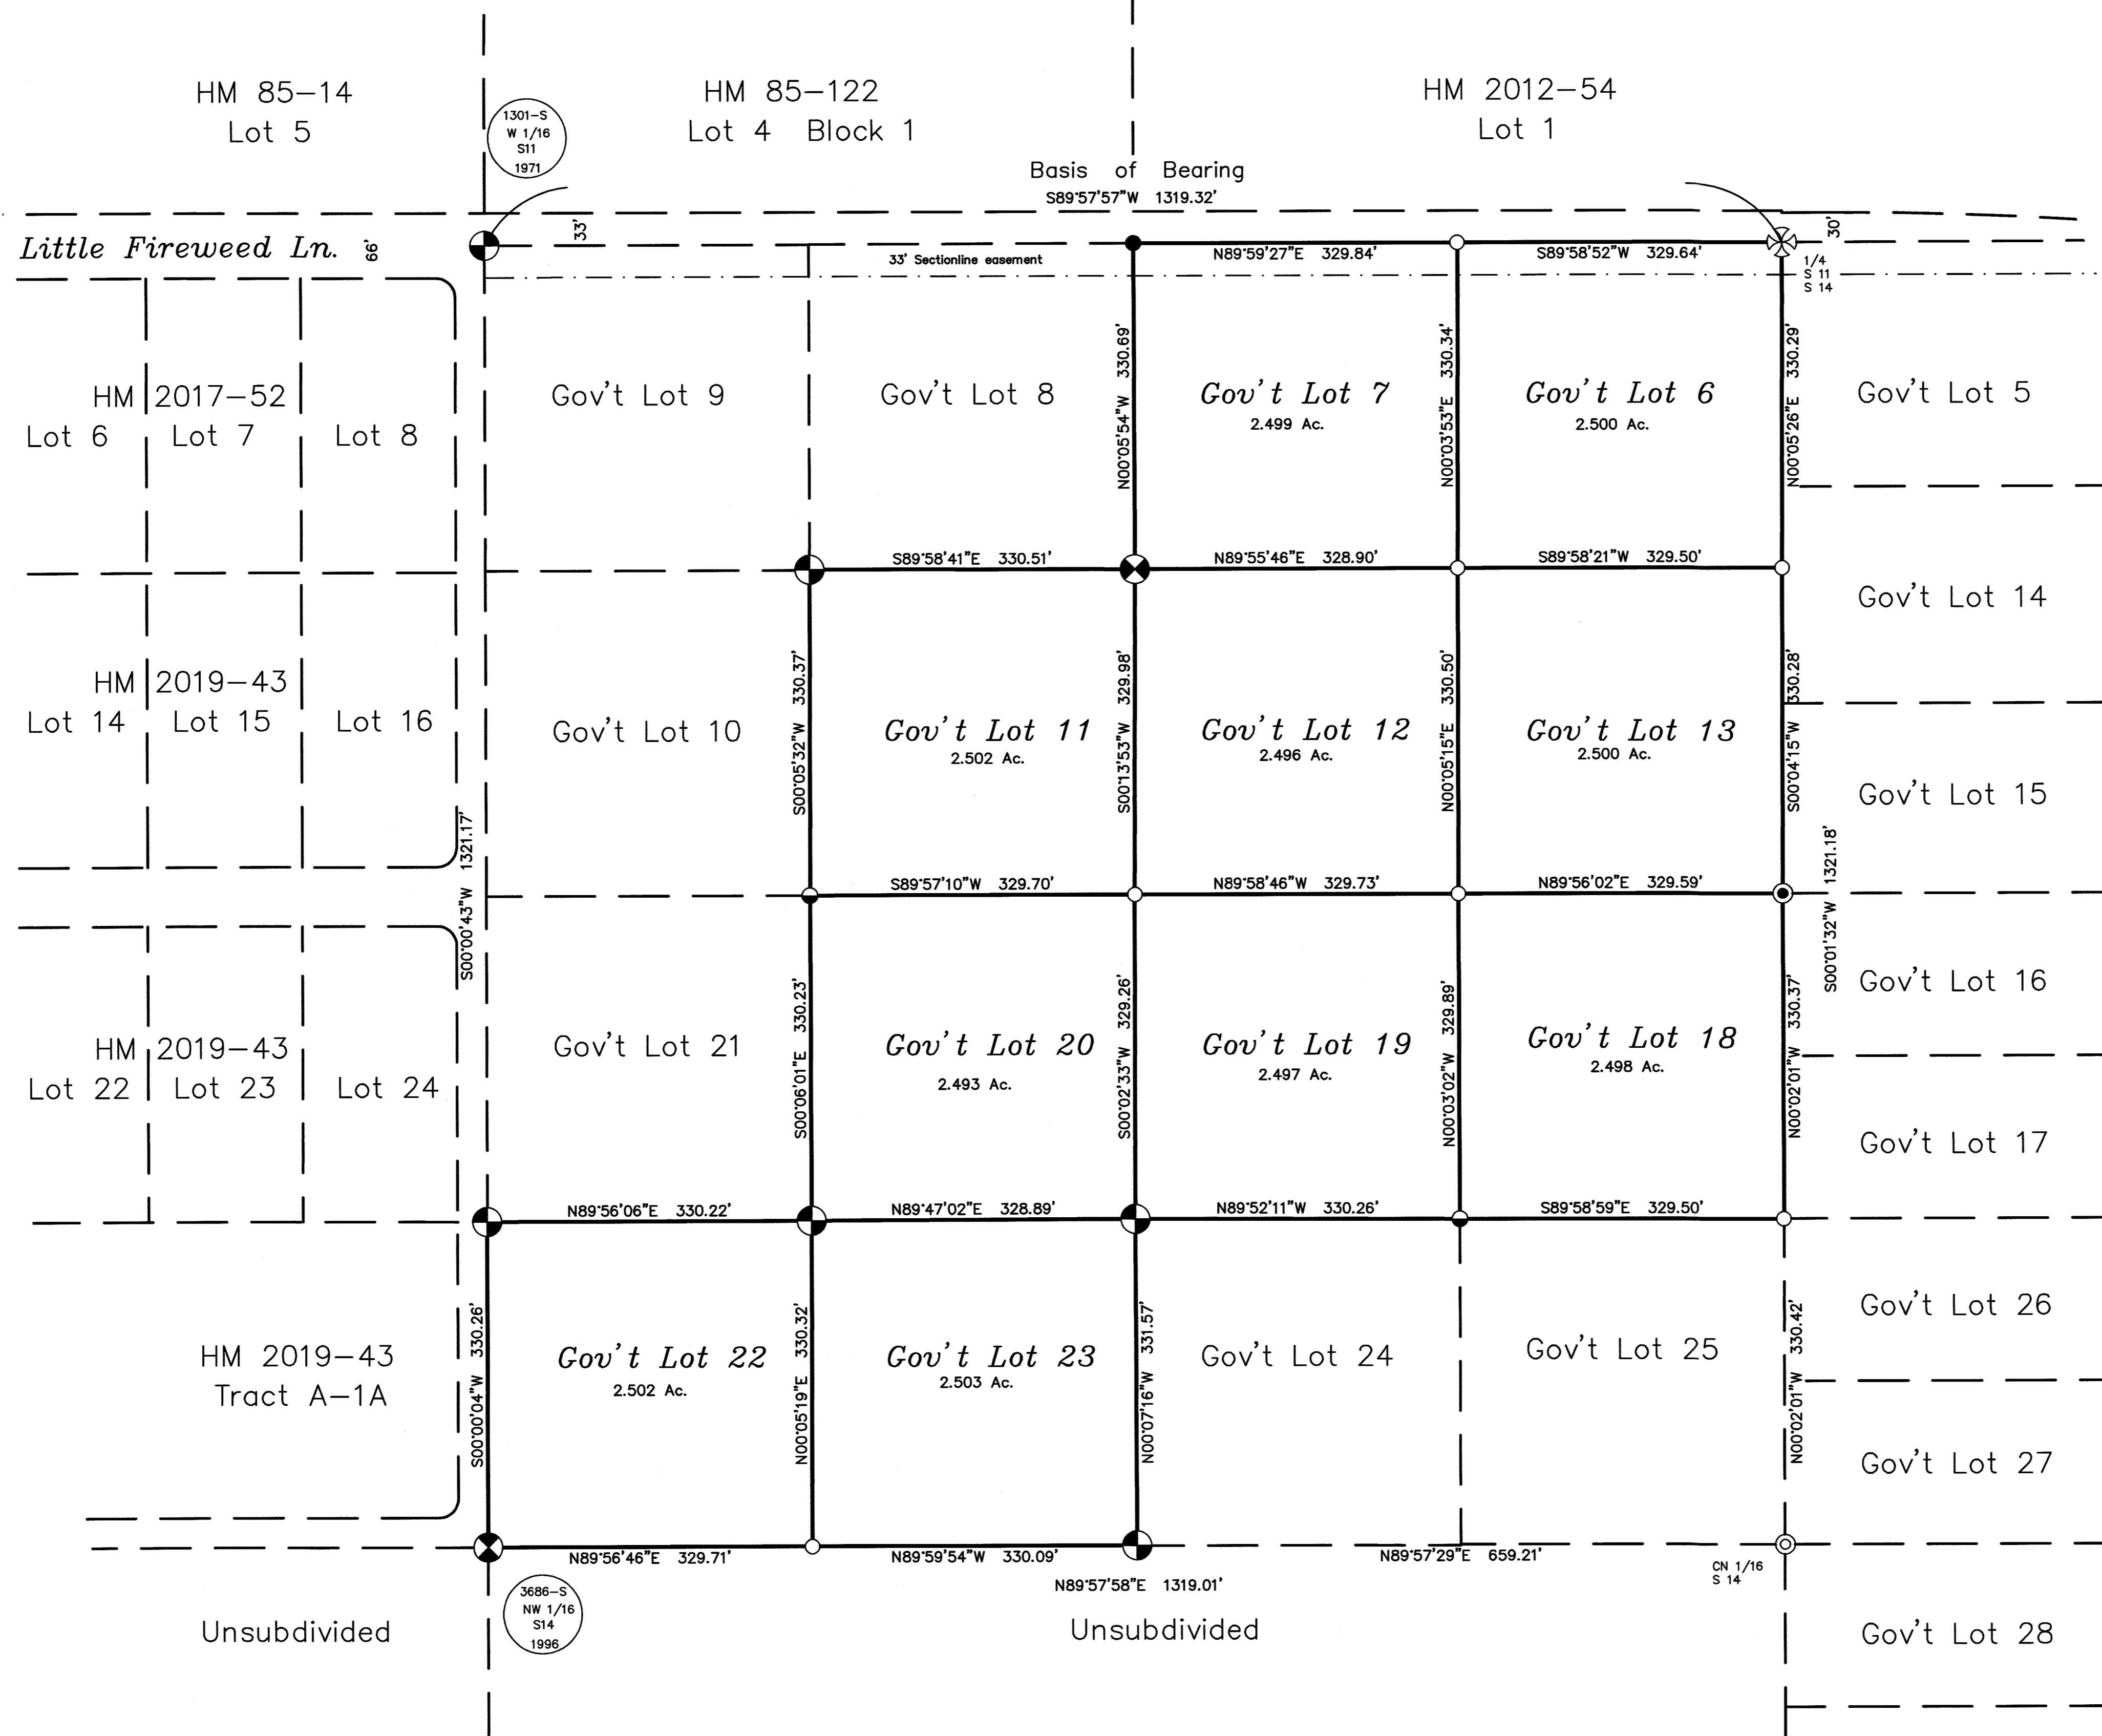 HM 85-14
Lot 5
HM 85-122
Lot 4 Block 1
HM 2012-54
Lot 1
1301-S
W 1/16
S11
1971
Basis of Bearing
S89°57'57"W 1319.32'
Little Fireweed Ln.
66'
33'
30'
33' Sectionline easement
N89°59'27"E 329.84'
S89°58'52"W 329.64'
1/4
S 11
S 14
HM 2017-52
Lot 6
Lot 7
Lot 8
Gov't Lot 9
Gov't Lot 8
N00°05'54"W 330.69'
Gov't Lot 7
2.499 Ac.
N00°03'53"E 330.34'
Gov't Lot 6
2.500 Ac.
N00°05'26"E 330.29'
Gov't Lot 5
S89°58'41"E 330.51'
N89°55'46"E 328.90'
S89°58'21"W 329.50'
Gov't Lot 14
HM 2019-43
Lot 14
Lot 15
Lot 16
Gov't Lot 10
S00°05'32"W 330.37'
Gov't Lot 11
2.502 Ac.
S00°13'53"W 329.98'
Gov't Lot 12
2.496 Ac.
N00°05'15"E 330.50'
Gov't Lot 13
2.500 Ac.
S00°04'15"W 330.28'
Gov't Lot 15
S00°00'43"W 1321.17'
S89°57'10"W 329.70'
N89°58'46"W 329.73'
N89°56'02"E 329.59'
S00°01'32"W 1321.18'
Gov't Lot 16
HM 2019-43
Lot 22
Lot 23
Lot 24
Gov't Lot 21
S00°06'01"E 330.23'
Gov't Lot 20
2.493 Ac.
S00°02'33"W 329.26'
Gov't Lot 19
2.497 Ac.
N00°03'02"W 329.89'
Gov't Lot 18
2.498 Ac.
N00°02'01"W 330.37'
Gov't Lot 17
N89°56'06"E 330.22'
N89°47'02"E 328.89'
N89°52'11"W 330.26'
S89°58'59"E 329.50'
Gov't Lot 26
HM 2019-43
Tract A-1A
S00°00'04"W 330.26'
Gov't Lot 22
2.502 Ac.
N00°05'19"E 330.32'
Gov't Lot 23
2.503 Ac.
N00°07'16"W 331.57'
Gov't Lot 24
Gov't Lot 25
N00°02'01"W 330.42'
Gov't Lot 27
N89°56'46"E 329.71'
N89°59'54"W 330.09'
N89°57'29"E 659.21'
CN 1/16
S 14
N89°57'58"E 1319.01'
3686-S
NW 1/16
S14
1996
Unsubdivided
Unsubdivided
Gov't Lot 28